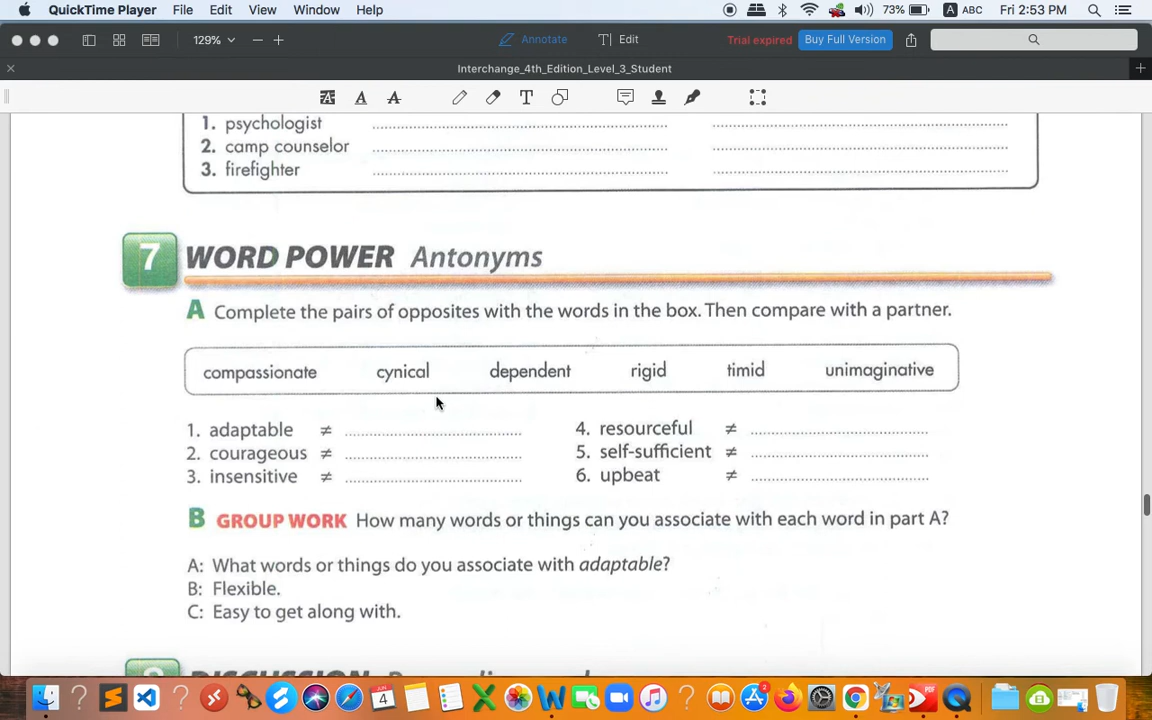 QuickTime Player File Edit View Window Help 73% A ABC Fri 2:53 PM
129% Annotate Edit Trial expired Buy Full Version
Interchange_4th_Edition_Level_3_Student
1. psychologist
2. camp counselor
3. firefighter
7 WORD POWER Antonyms
A Complete the pairs of opposites with the words in the box. Then compare with a partner.
compassionate cynical dependent rigid timid unimaginative
1. adaptable ≠ 4. resourceful ≠
2. courageous ≠ 5. self-sufficient ≠
3. insensitive ≠ 6. upbeat ≠
B GROUP WORK How many words or things can you associate with each word in part A?
A: What words or things do you associate with adaptable?
B: Flexible.
C: Easy to get along with.